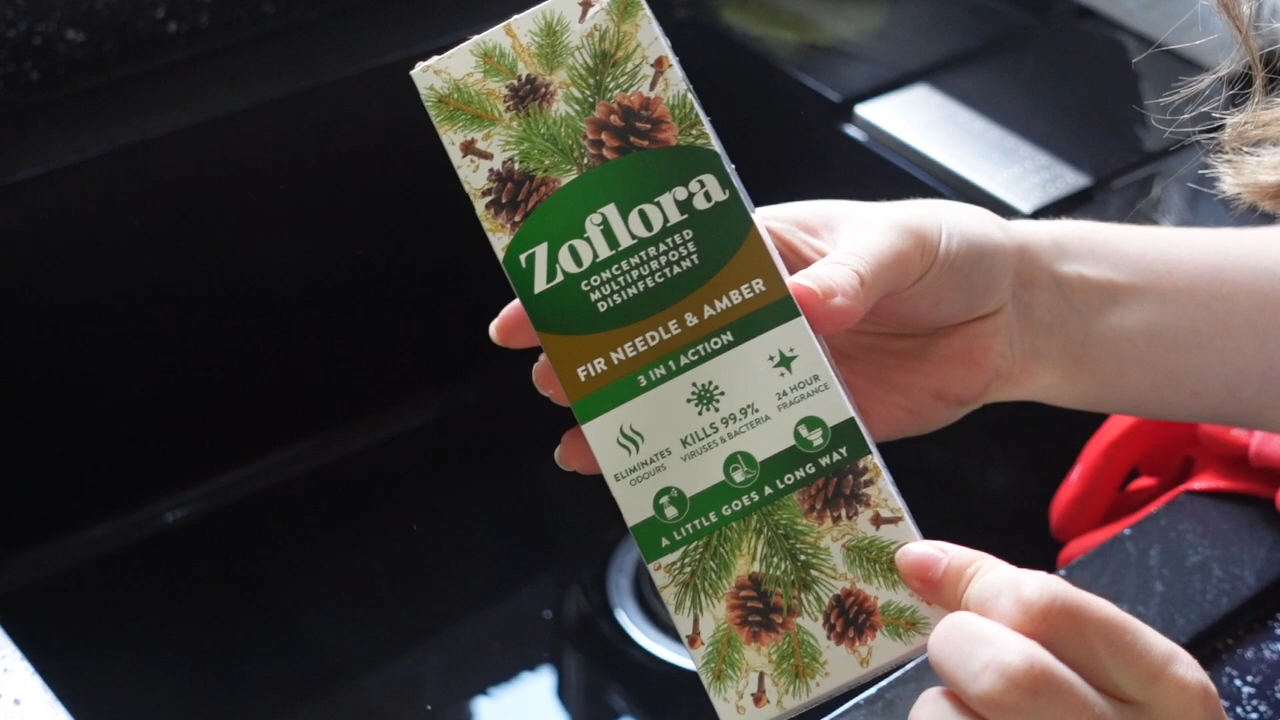 Zoflora
CONCENTRATED
MULTIPURPOSE
DISINFECTANT
FIR NEEDLE & AMBER
3 IN 1 ACTION
ELIMINATES
ODOURS
KILLS 99.9%
VIRUSES & BACTERIA
24 HOUR
FRAGRANCE
A LITTLE GOES A LONG WAY